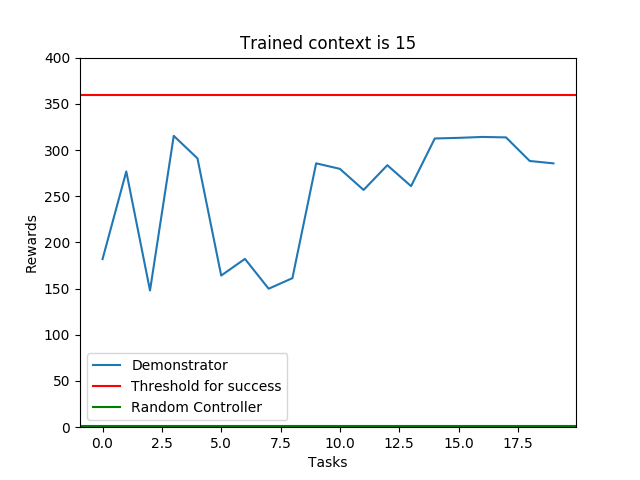 Trained context is 15
400
350
300
250
200
150
100
50
0
Rewards
Demonstrator
Threshold for success
Random Controller
0.0 2.5 5.0 7.5 10.0 12.5 15.0 17.5
Tasks